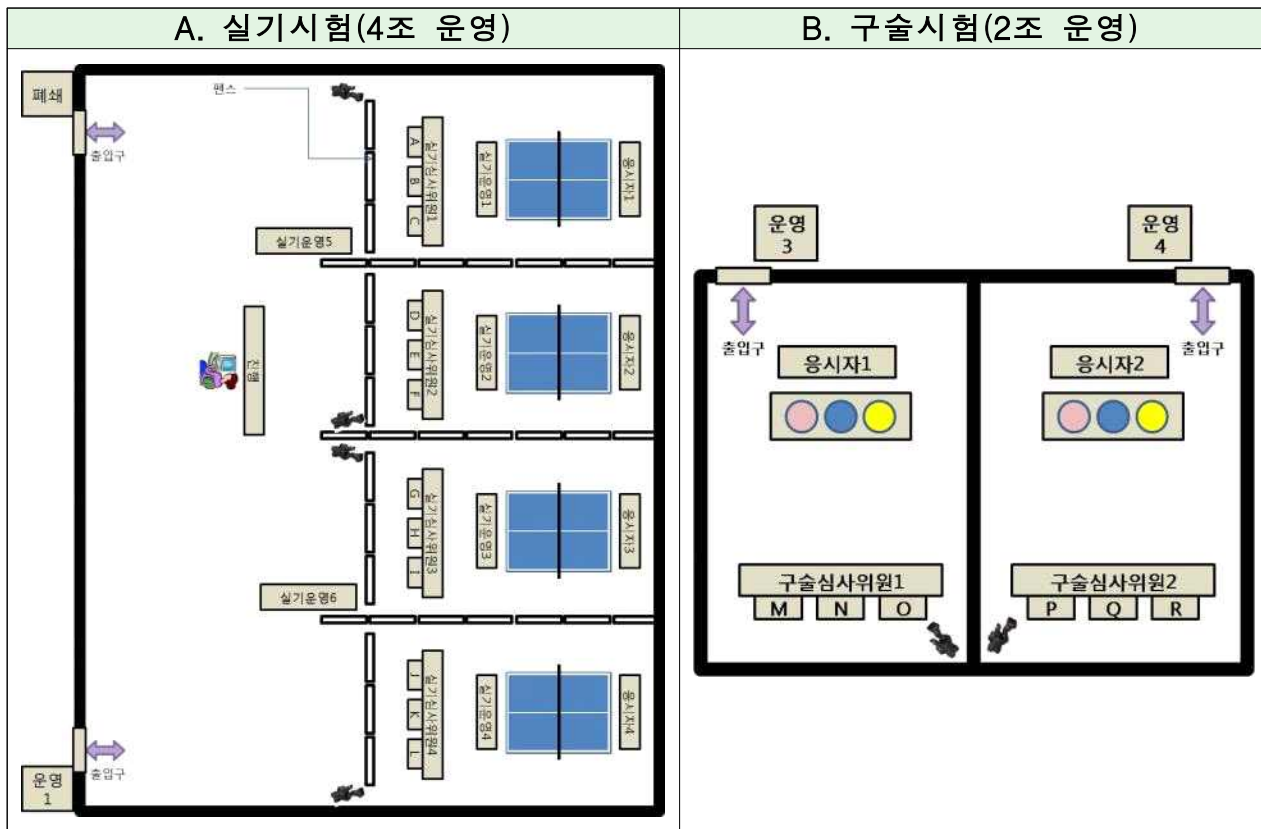 A. 실기시험(4조 운영)
B. 구술시험(2조 운영)
폐쇄
출입구
펜스
A
B
C
실기심사위원1
실기운영1
응시자1
실기운영5
D
E
F
실기심사위원2
실기운영2
응시자2
진행
G
H
I
실기심사위원3
실기운영3
응시자3
실기운영6
J
K
L
실기심사위원4
실기운영4
응시자4
출입구
운영
1
운영
3
출입구
응시자1
구술심사위원1
M N O
운영
4
출입구
응시자2
구술심사위원2
P Q R